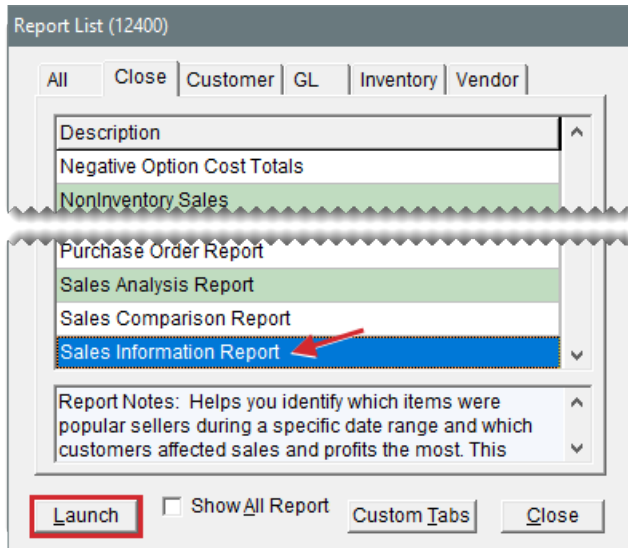 Report List (12400)
All Close Customer GL Inventory Vendor
Description
Negative Option Cost Totals
NonInventory Sales
Purchase Order Report
Sales Analysis Report
Sales Comparison Report
Sales Information Report
Report Notes: Helps you identify which items were
popular sellers during a specific date range and which
customers affected sales and profits the most. This
Launch Show All Report Custom Tabs Close